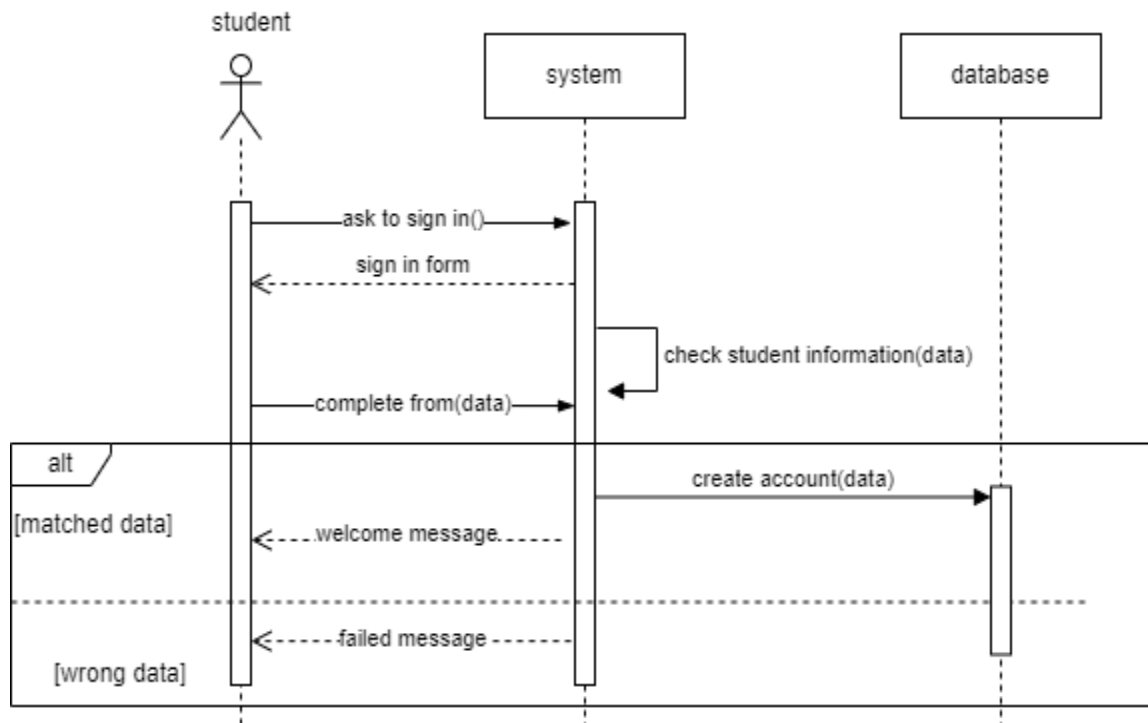 student
system
database
ask to sign in()
sign in form
check student information(data)
complete from(data)
alt
create account(data)
[matched data]
welcome message
failed message
[wrong data]